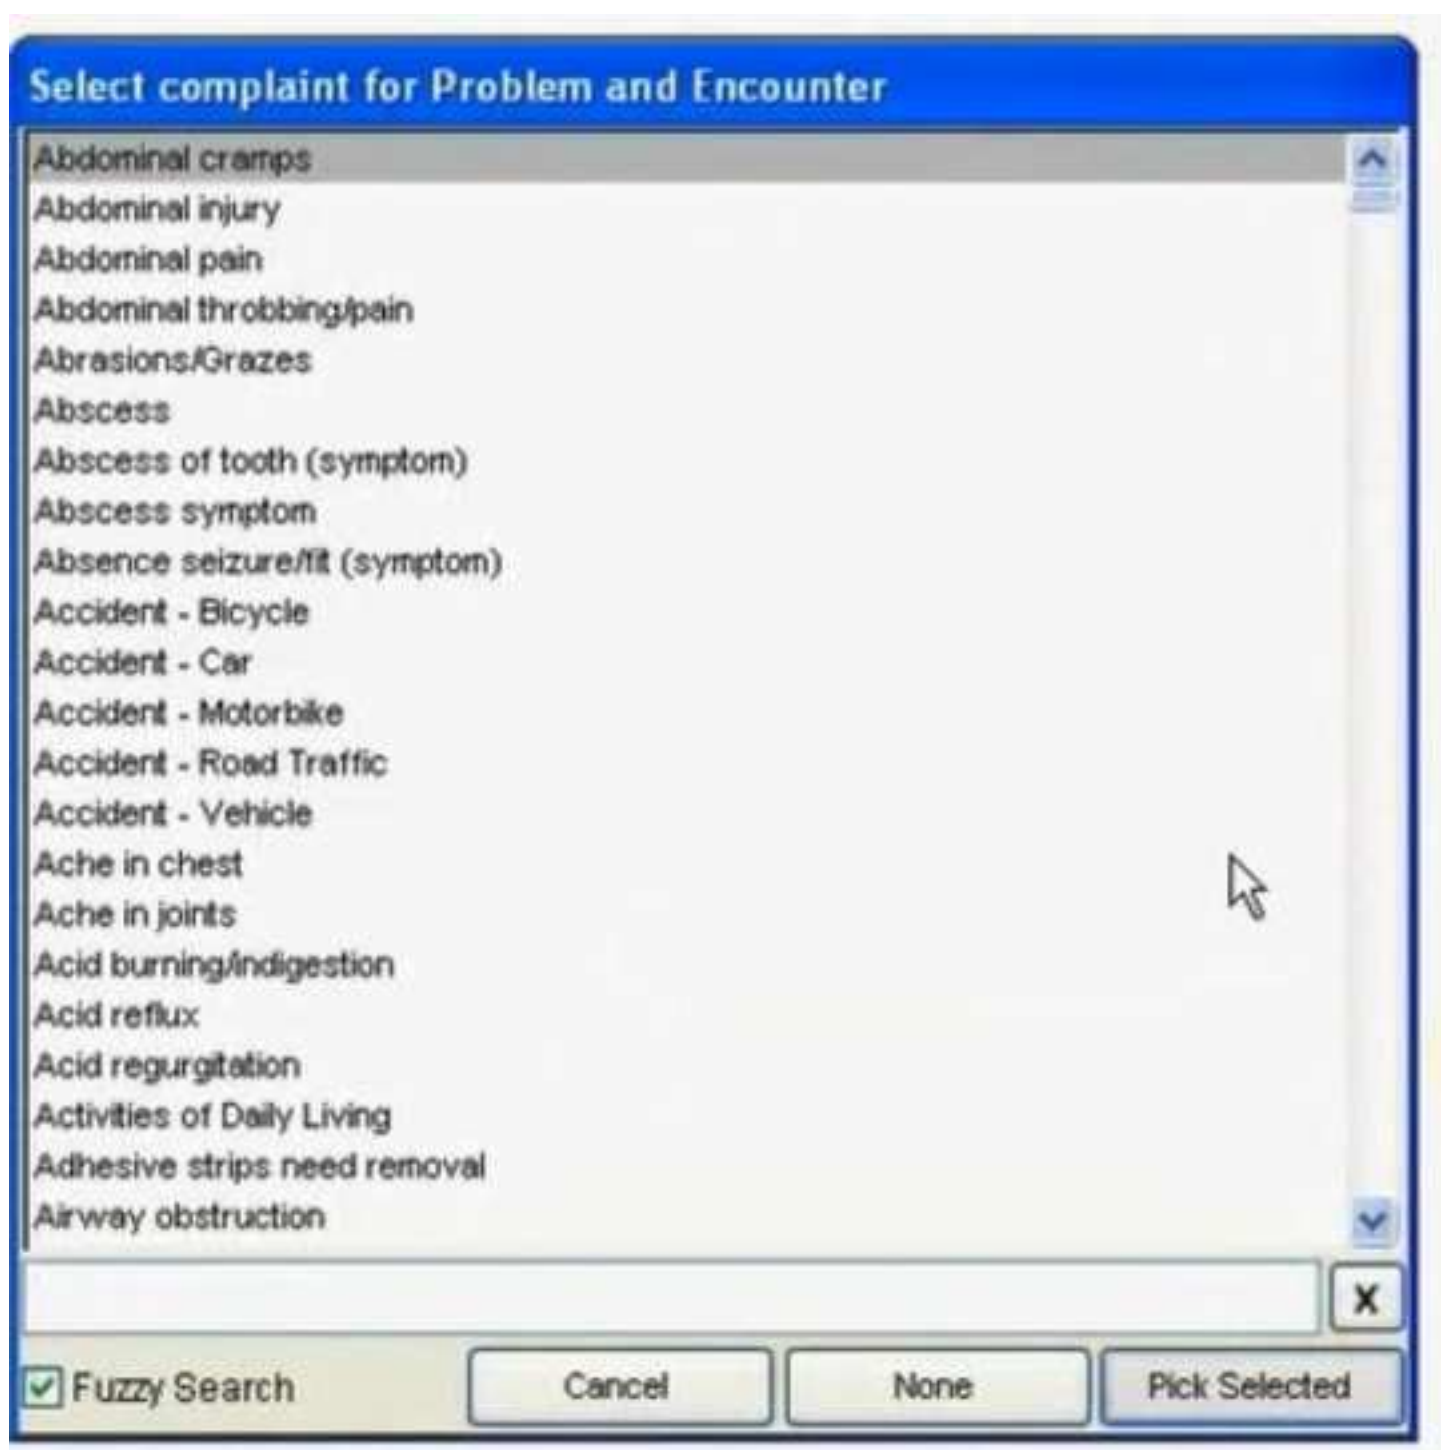 Select complaint for Problem and Encounter
Abdominal cramps
Abdominal injury
Abdominal pain
Abdominal throbbing/pain
Abrasions/Grazes
Abscess
Abscess of tooth (symptom)
Abscess symptom
Absence seizure/fit (symptom)
Accident - Bicycle
Accident - Car
Accident - Motorbike
Accident - Road Traffic
Accident - Vehicle
Ache in chest
Ache in joints
Acid burning/indigestion
Acid reflux
Acid regurgitation
Activities of Daily Living
Adhesive strips need removal
Airway obstruction
X
Fuzzy Search Cancel None Pick Selected